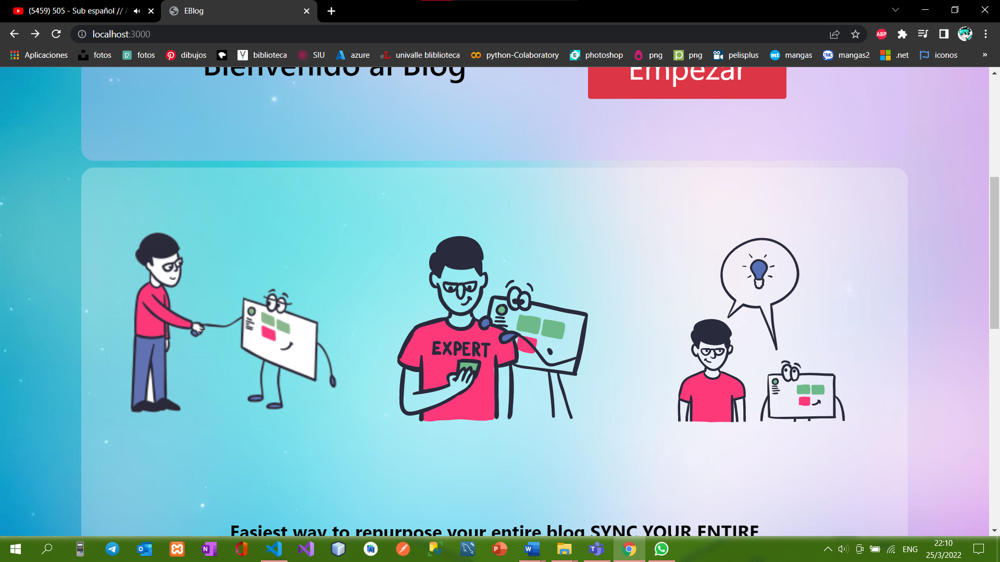 (5459) 505 - Sub español //
EBlog
localhost:3000
ABP
Aplicaciones
fotos
fotos
dibujos
biblioteca
SIU
azure
univalle bliblioteca
python-Colaboratory
photoshop
png
png
pelisplus
mangas
mangas2
.net
iconos
»
Bienvenido al Blog
Empezar
EXPERT
Easiest way to repurpose your entire blog SYNC YOUR ENTIRE
ENG
22:10
25/3/2022